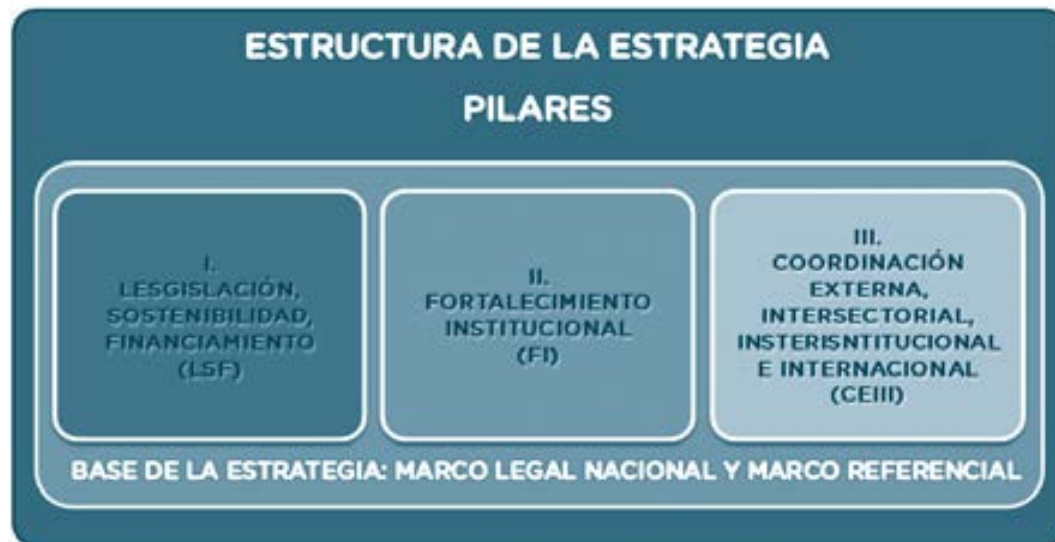 ESTRUCTURA DE LA ESTRATEGIA
PILARES
I.
LESGISLACIÓN,
SOSTENIBILIDAD,
FINANCIAMIENTO
(LSF)
II.
FORTALECIMIENTO
INSTITUCIONAL
(FI)
III.
COORDINACIÓN
EXTERNA,
INTERSECTORIAL,
INSTERISNTITUCIONAL
E INTERNACIONAL
(CEIII)
BASE DE LA ESTRATEGIA: MARCO LEGAL NACIONAL Y MARCO REFERENCIAL